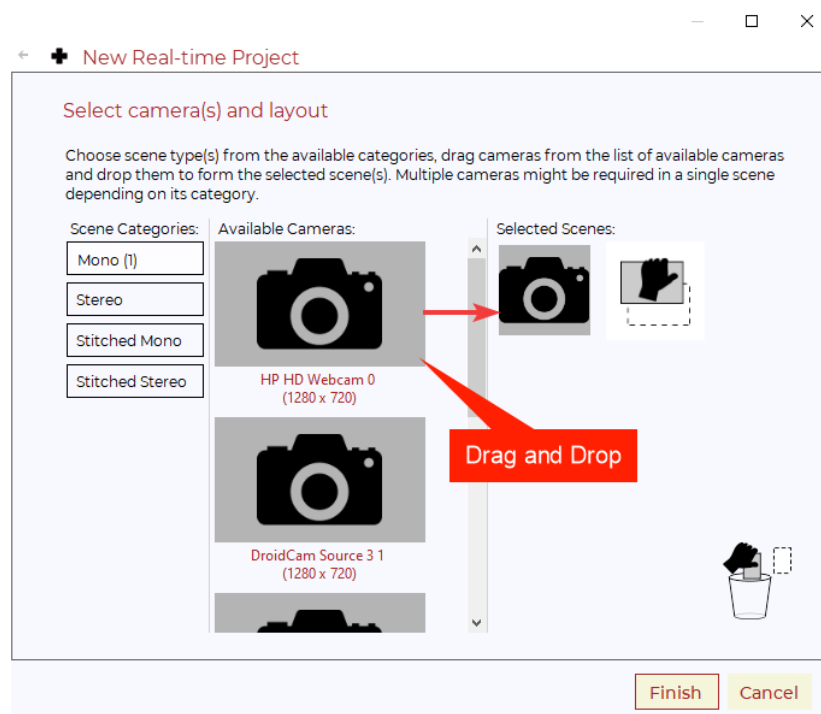 New Real-time Project
Select camera(s) and layout
Choose scene type(s) from the available categories, drag cameras from the list of available cameras
and drop them to form the selected scene(s). Multiple cameras might be required in a single scene
depending on its category.
Scene Categories:
Available Cameras:
Selected Scenes:
Mono (1)
Stereo
Stitched Mono
Stitched Stereo
HP HD Webcam 0
(1280 x 720)
Drag and Drop
DroidCam Source 3 1
(1280 x 720)
Finish
Cancel